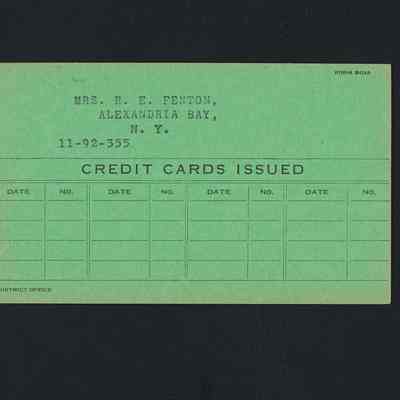 MRS. H. E. FENTON,
ALEXANDRIA BAY,
N. Y.
11-92-355
CREDIT CARDS ISSUED
DATE NO. DATE NO. DATE NO. DATE NO.
DISTRICT OFFICE